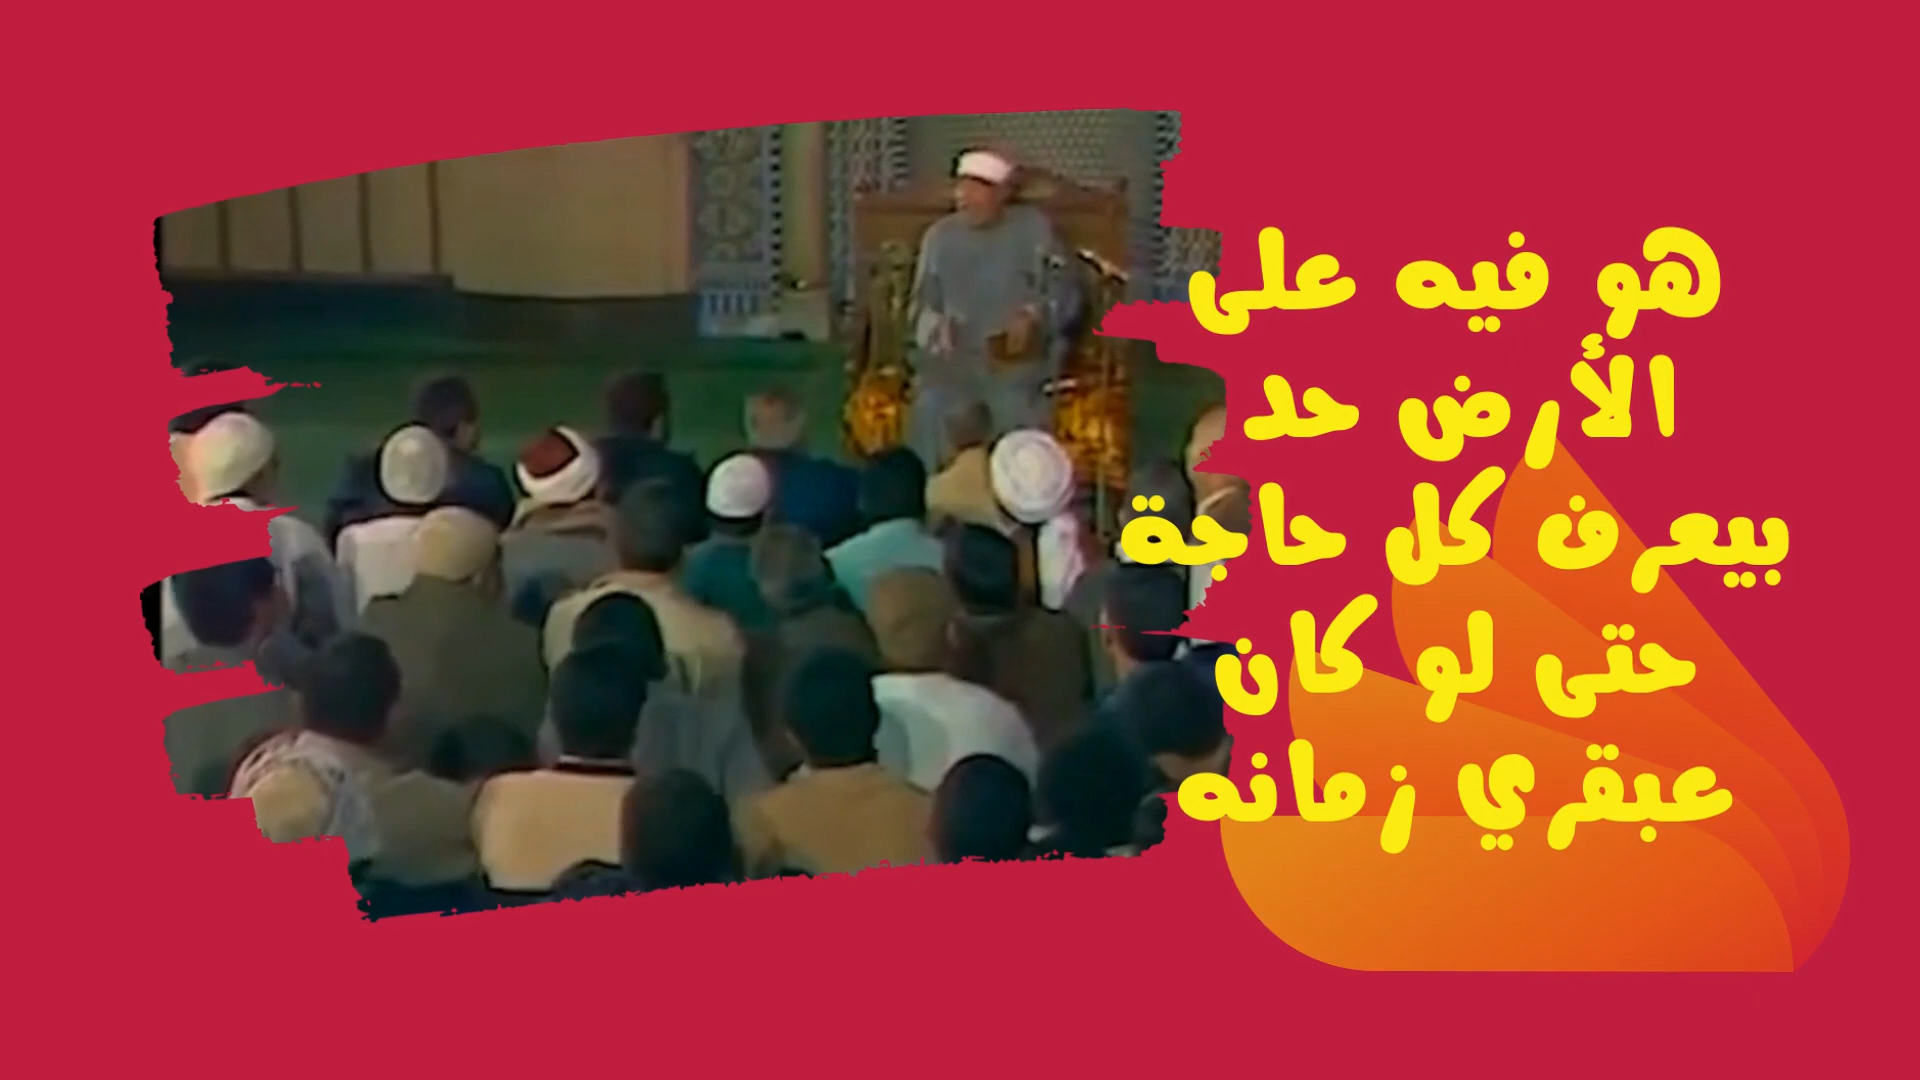 هو فيه على
الأرض حد
بيعرف كل حاجة
حتى لو كان
عبقري زمانه